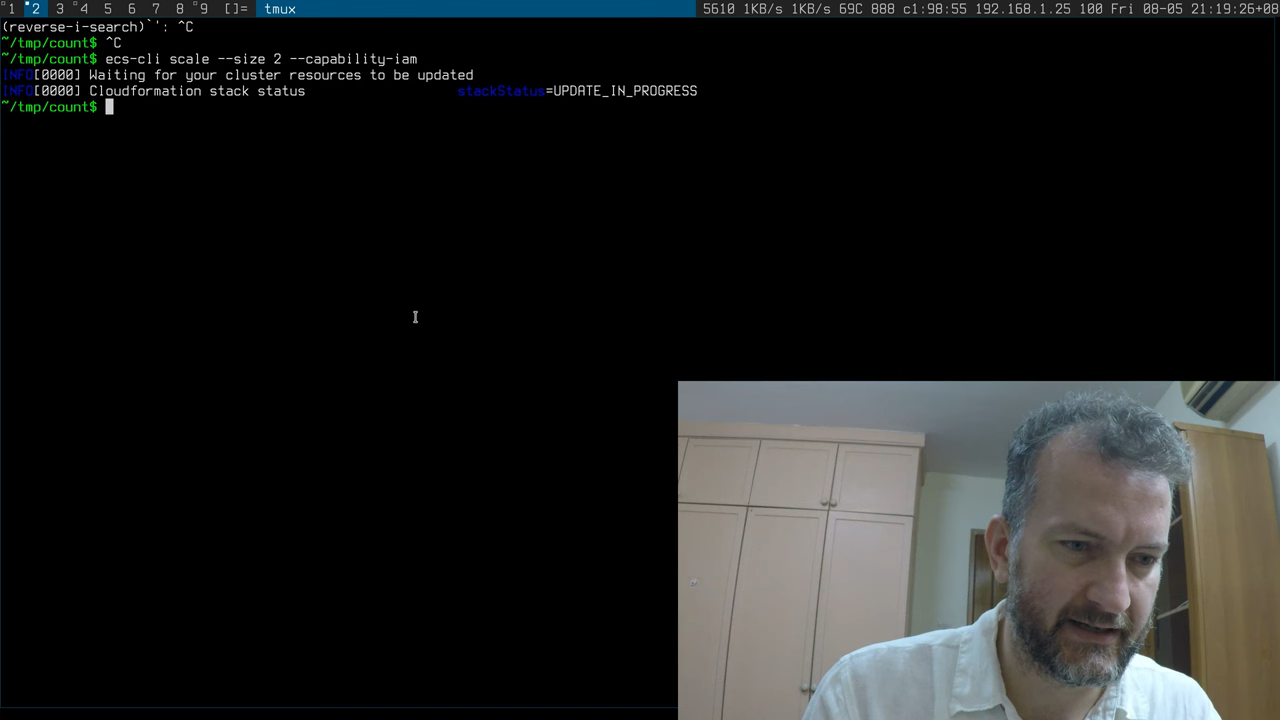 1 2 3 4 5 6 7 8 9 []= tmux 5610 1KB/s 1KB/s 69C 888 c1:98:55 192.168.1.25 100 Fri 08-05 21:19:26+08
(reverse-i-search)`': ^C
~/tmp/count$ ^C
~/tmp/count$ ecs-cli scale --size 2 --capability-iam
INFO[0000] Waiting for your cluster resources to be updated
INFO[0000] Cloudformation stack status stackStatus=UPDATE_IN_PROGRESS
~/tmp/count$